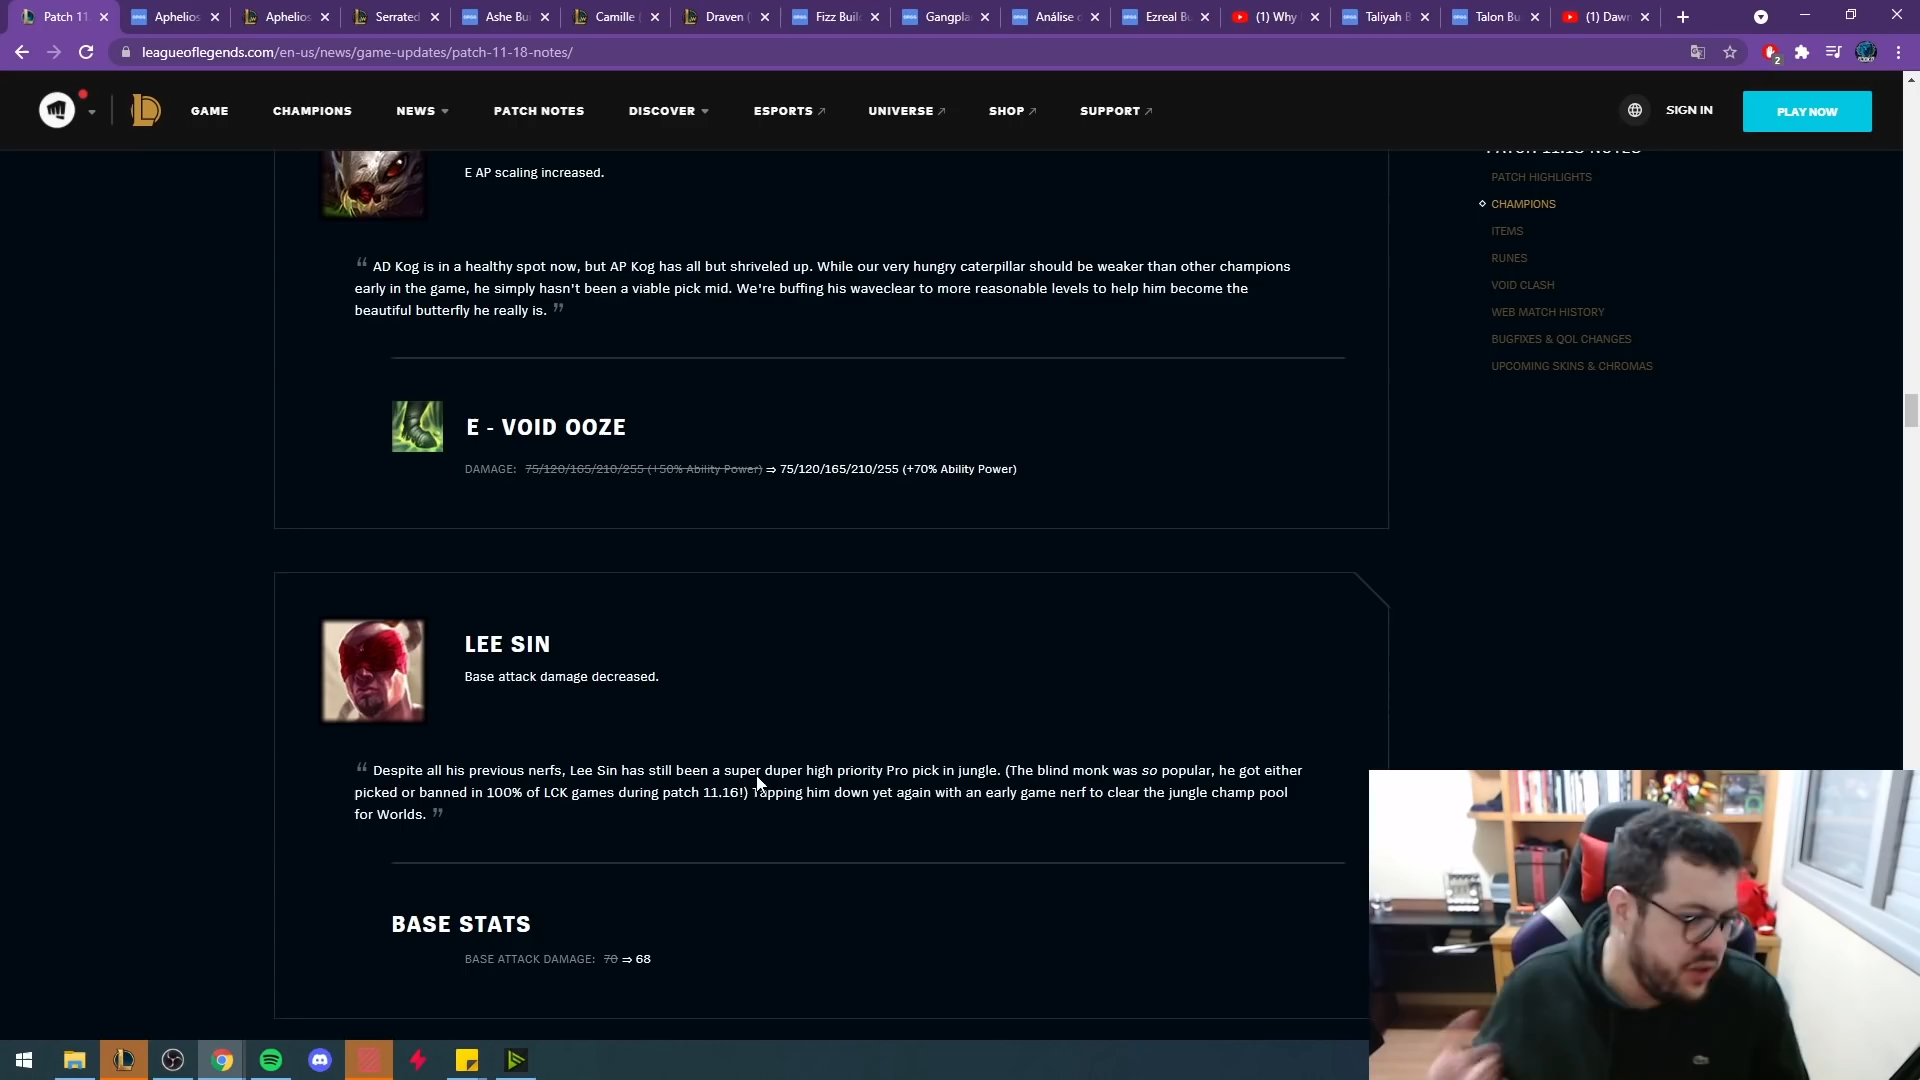 Patch 11
Aphelios
Aphelios
Serrated
Ashe Bui
Camille (
Draven (
Fizz Buil
Gangpla
Análise
Ezreal Bu
(1) Why
Taliyah B
Talon Bu
(1) Dawn
leagueoflegends.com/en-us/news/game-updates/patch-11-18-notes/
2
GAME
CHAMPIONS
NEWS
PATCH NOTES
DISCOVER
ESPORTS
UNIVERSE
SHOP
SUPPORT
SIGN IN
PLAY NOW
E AP scaling increased.
“ AD Kog is in a healthy spot now, but AP Kog has all but shriveled up. While our very hungry caterpillar should be weaker than other champions
early in the game, he simply hasn't been a viable pick mid. We're buffing his waveclear to more reasonable levels to help him become the
beautiful butterfly he really is. ”
E - VOID OOZE
DAMAGE: 75/120/165/210/255 (+50% Ability Power) ⇒ 75/120/165/210/255 (+70% Ability Power)
LEE SIN
Base attack damage decreased.
“ Despite all his previous nerfs, Lee Sin has still been a super duper high priority Pro pick in jungle. (The blind monk was so popular, he got either
picked or banned in 100% of LCK games during patch 11.16!) Tapping him down yet again with an early game nerf to clear the jungle champ pool
for Worlds. ”
BASE STATS
BASE ATTACK DAMAGE: 70 ⇒ 68
PATCH 11.18 NOTES
PATCH HIGHLIGHTS
CHAMPIONS
ITEMS
RUNES
VOID CLASH
WEB MATCH HISTORY
BUGFIXES & QOL CHANGES
UPCOMING SKINS & CHROMAS